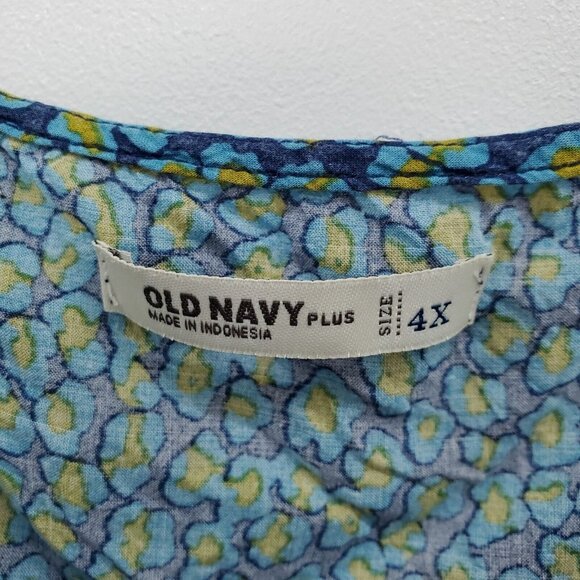 OLD NAVY PLUS
MADE IN INDONESIA
SIZE 4X